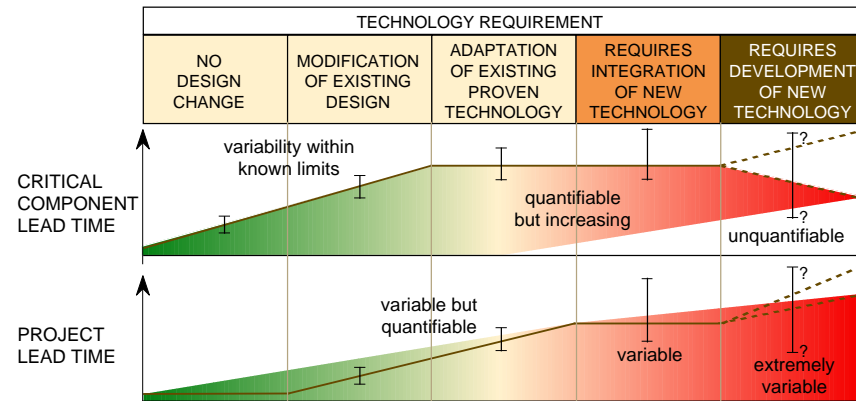 TECHNOLOGY REQUIREMENT
NO
DESIGN
CHANGE
MODIFICATION
OF EXISTING
DESIGN
ADAPTATION
OF EXISTING
PROVEN
TECHNOLOGY
REQUIRES
INTEGRATION
OF NEW
TECHNOLOGY
REQUIRES
DEVELOPMENT
OF NEW
TECHNOLOGY
CRITICAL
COMPONENT
LEAD TIME
variability within
known limits
quantifiable
but increasing
?
?
unquantifiable
PROJECT
LEAD TIME
variable but
quantifiable
variable
?
?
extremely
variable